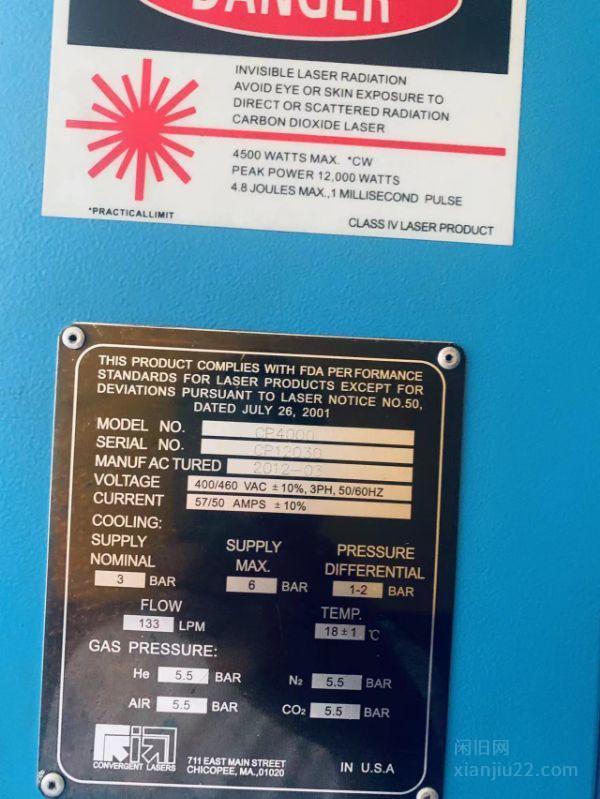 DANGER
INVISIBLE LASER RADIATION
AVOID EYE OR SKIN EXPOSURE TO
DIRECT OR SCATTERED RADIATION
CARBON DIOXIDE LASER
4500 WATTS MAX. *CW
PEAK POWER 12,000 WATTS
4.8 JOULES MAX.,1 MILLISECOND PULSE
*PRACTICALLIMIT
CLASS IV LASER PRODUCT
THIS PRODUCT COMPLIES WITH FDA PERFORMANCE
STANDARDS FOR LASER PRODUCTS EXCEPT FOR
DEVIATIONS PURSUANT TO LASER NOTICE NO.50,
DATED JULY 26, 2001
MODEL NO. CP4000
SERIAL NO. CP12030
MANUFACTURED 2012-03
VOLTAGE 400/460 VAC ±10%, 3PH, 50/60HZ
CURRENT 57/50 AMPS ±10%
COOLING:
SUPPLY NOMINAL 3 BAR
SUPPLY MAX. 6 BAR
PRESSURE DIFFERENTIAL 1-2 BAR
FLOW 133 LPM
TEMP. 18±1 ℃
GAS PRESSURE:
He 5.5 BAR N₂ 5.5 BAR
AIR 5.5 BAR CO₂ 5.5 BAR
CONVERGENT LASERS
711 EAST MAIN STREET
CHICOPEE, MA.,01020
IN U.S.A
闲旧网
xianjiu22.com